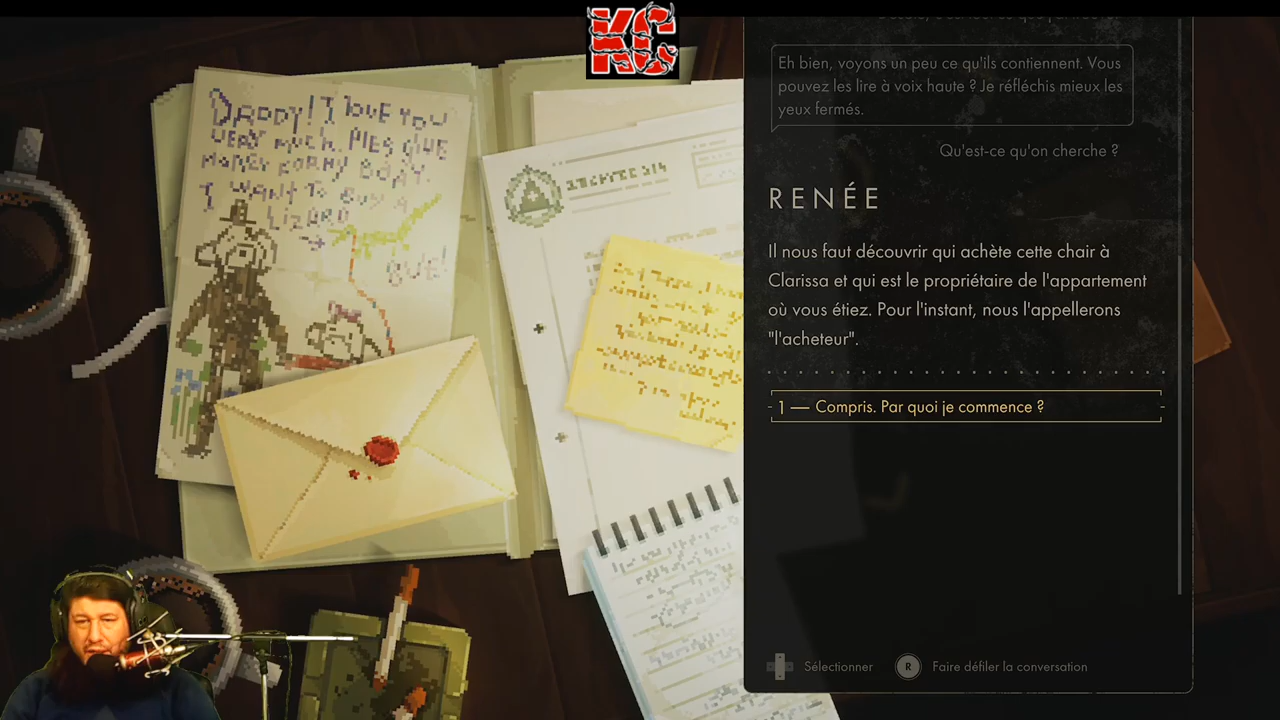 KC
DADDY! I LOVE YOU
VERY MUCH. PLES GIVE
MONEY FORMY BDAY.
I WANT TO BUY A
LIZARD
Eh bien, voyons un peu ce qu'ils contiennent. Vous
pouvez les lire à voix haute ? Je réfléchis mieux les
yeux fermés.
Qu'est-ce qu'on cherche ?
RENÉE
Il nous faut découvrir qui achète cette chair à
Clarissa et qui est le propriétaire de l'appartement
où vous étiez. Pour l'instant, nous l'appellerons
"l'acheteur".
1 — Compris. Par quoi je commence ?
R
Sélectionner
Faire défiler la conversation